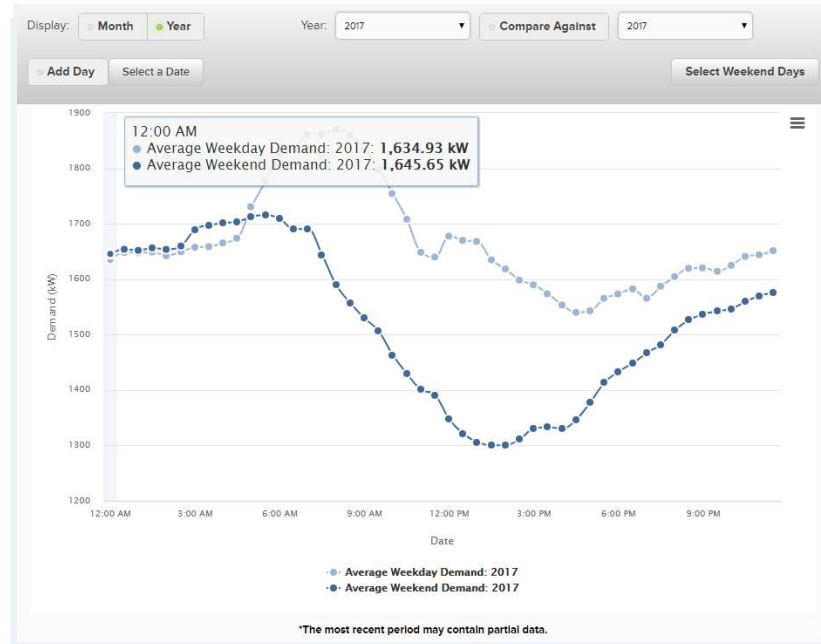 Display: Month Year Year: 2017 Compare Against 2017
Add Day Select a Date Select Weekend Days
1900
12:00 AM
Average Weekday Demand: 2017: 1,634.93 kW
Average Weekend Demand: 2017: 1,645.65 kW
1800
1700
1600
Demand (kW)
1500
1400
1300
1200
12:00 AM 3:00 AM 6:00 AM 9:00 AM 12:00 PM 3:00 PM 6:00 PM 9:00 PM
Date
Average Weekday Demand: 2017
Average Weekend Demand: 2017
*The most recent period may contain partial data.